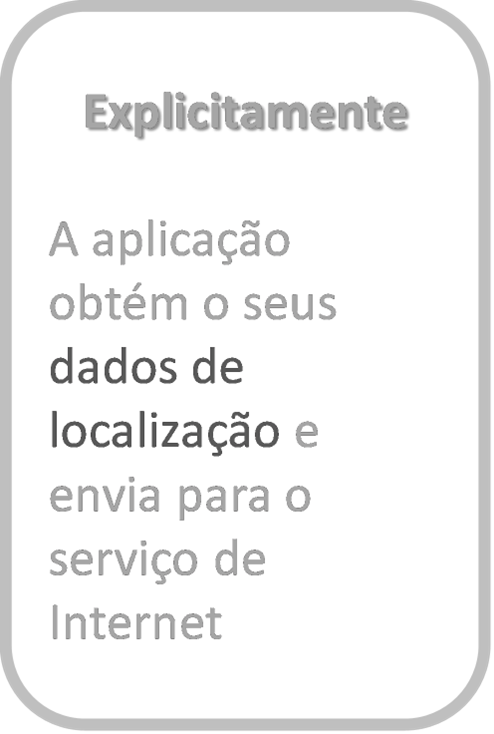 Explicitamente
A aplicação
obtém o seus
dados de
localização e
envia para o
serviço de
Internet